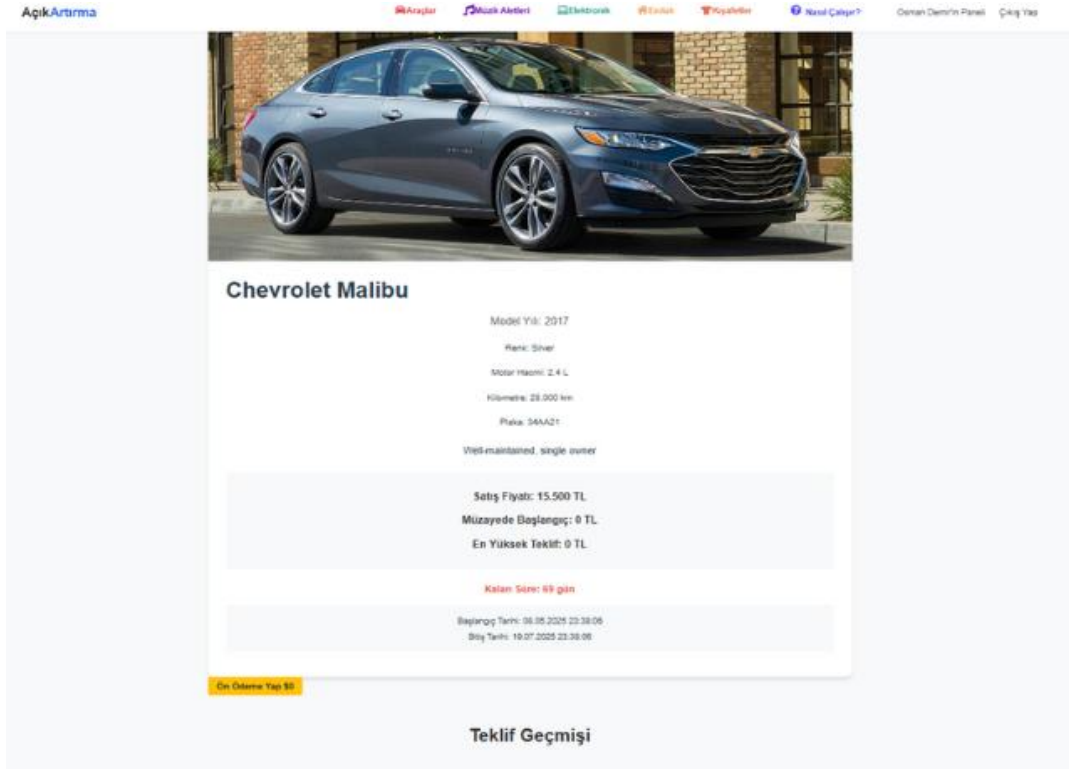 AçıkArtırma
Araçlar
Müzik Aletleri
Elektronik
Emlak
Kıyafetler
Nasıl Çalışır?
Osman Demir'in Paneli
Çıkış Yap
Chevrolet Malibu
Model Yılı: 2017
Renk: Silver
Motor Hacmi: 2.4 L
Kilometre: 28.000 km
Plaka: 34AA21
Well-maintained, single owner
Satış Fiyatı: 15.500 TL
Müzayede Başlangıç: 0 TL
En Yüksek Teklif: 0 TL
Kalan Süre: 69 gün
Başlangıç Tarihi: 2025 23:38:06
Bitiş Tarihi: 19.07.2025 23:38:06
Ön Ödeme Yap $0
Teklif Geçmişi